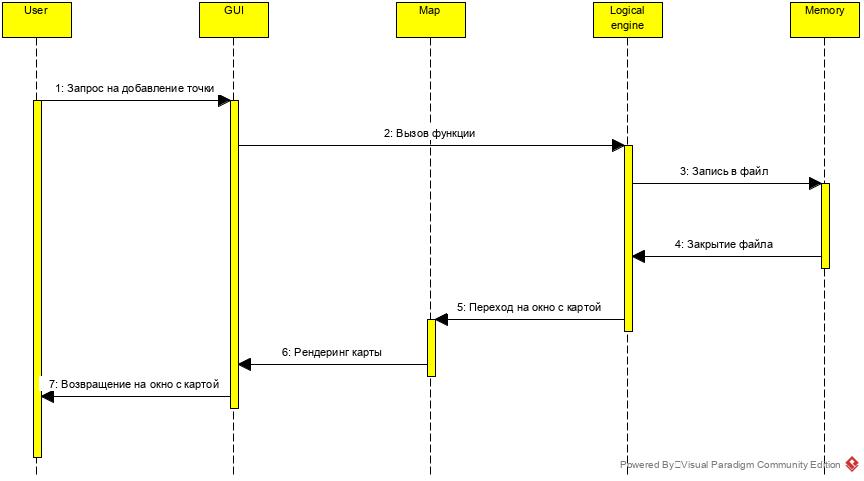 User
GUI
Map
Logical
engine
Memory
1: Запрос на добавление точки
2: Вызов функции
3: Запись в файл
4: Закрытие файла
5: Переход на окно с картой
6: Рендеринг карты
7: Возвращение на окно с картой
Powered By Visual Paradigm Community Edition